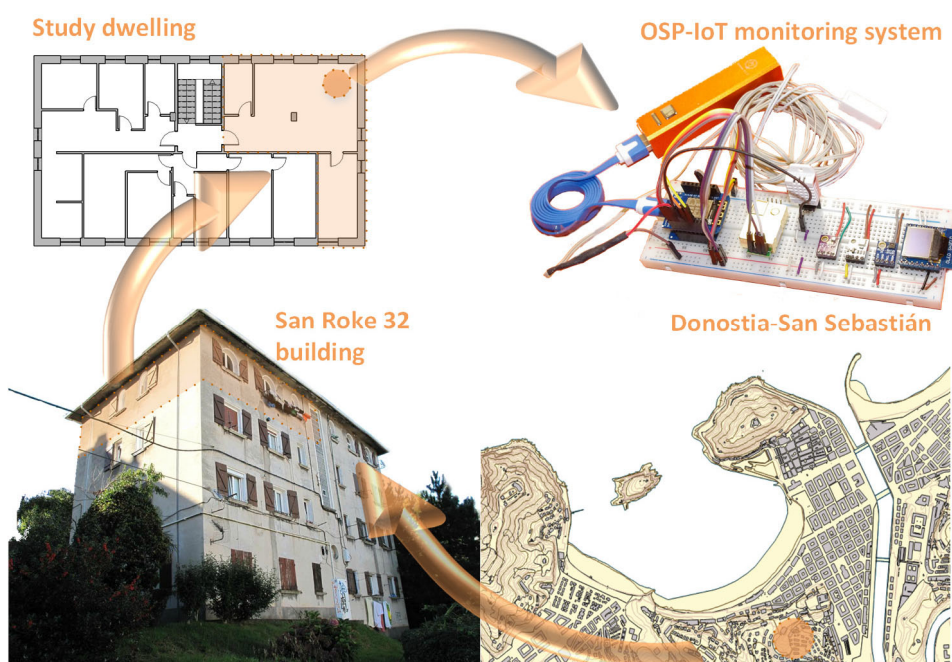 Study dwelling
OSP-IoT monitoring system
San Roke 32
building
Donostia-San Sebastián